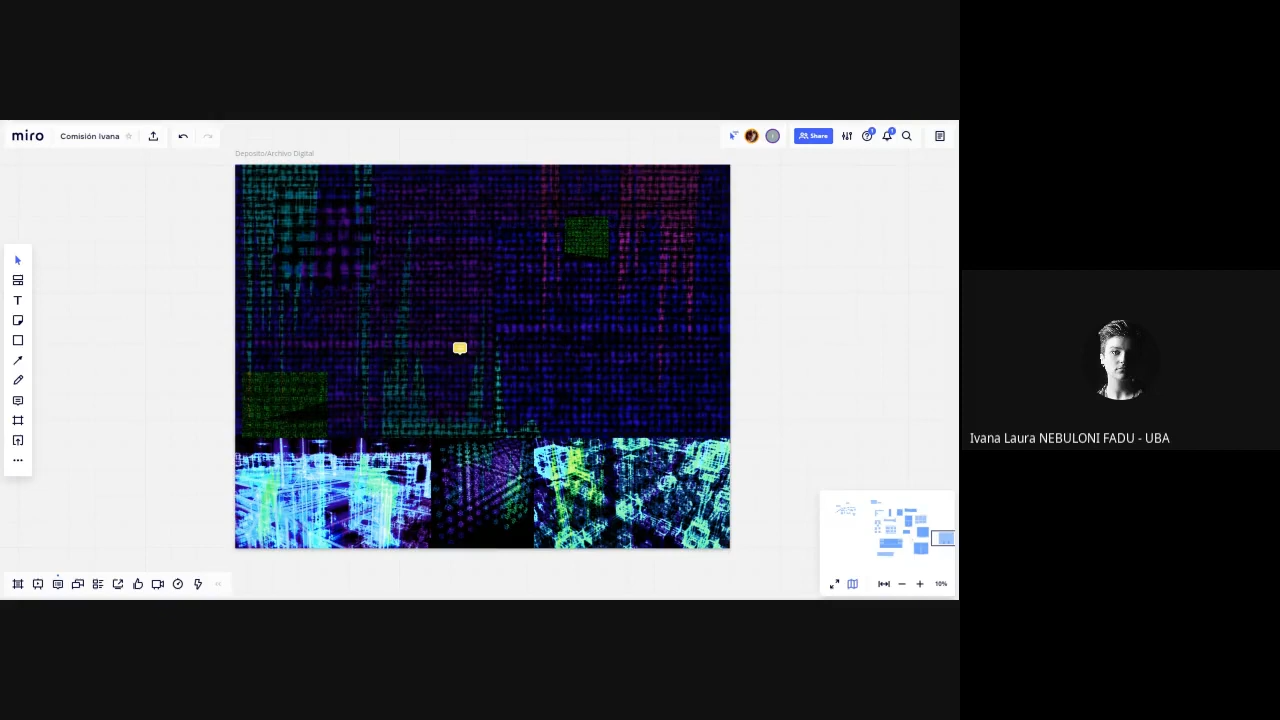 miro
Comisión Ivana
Share
Deposito/Archivo Digital
Ivana Laura NEBULONI FADU - UBA
10%